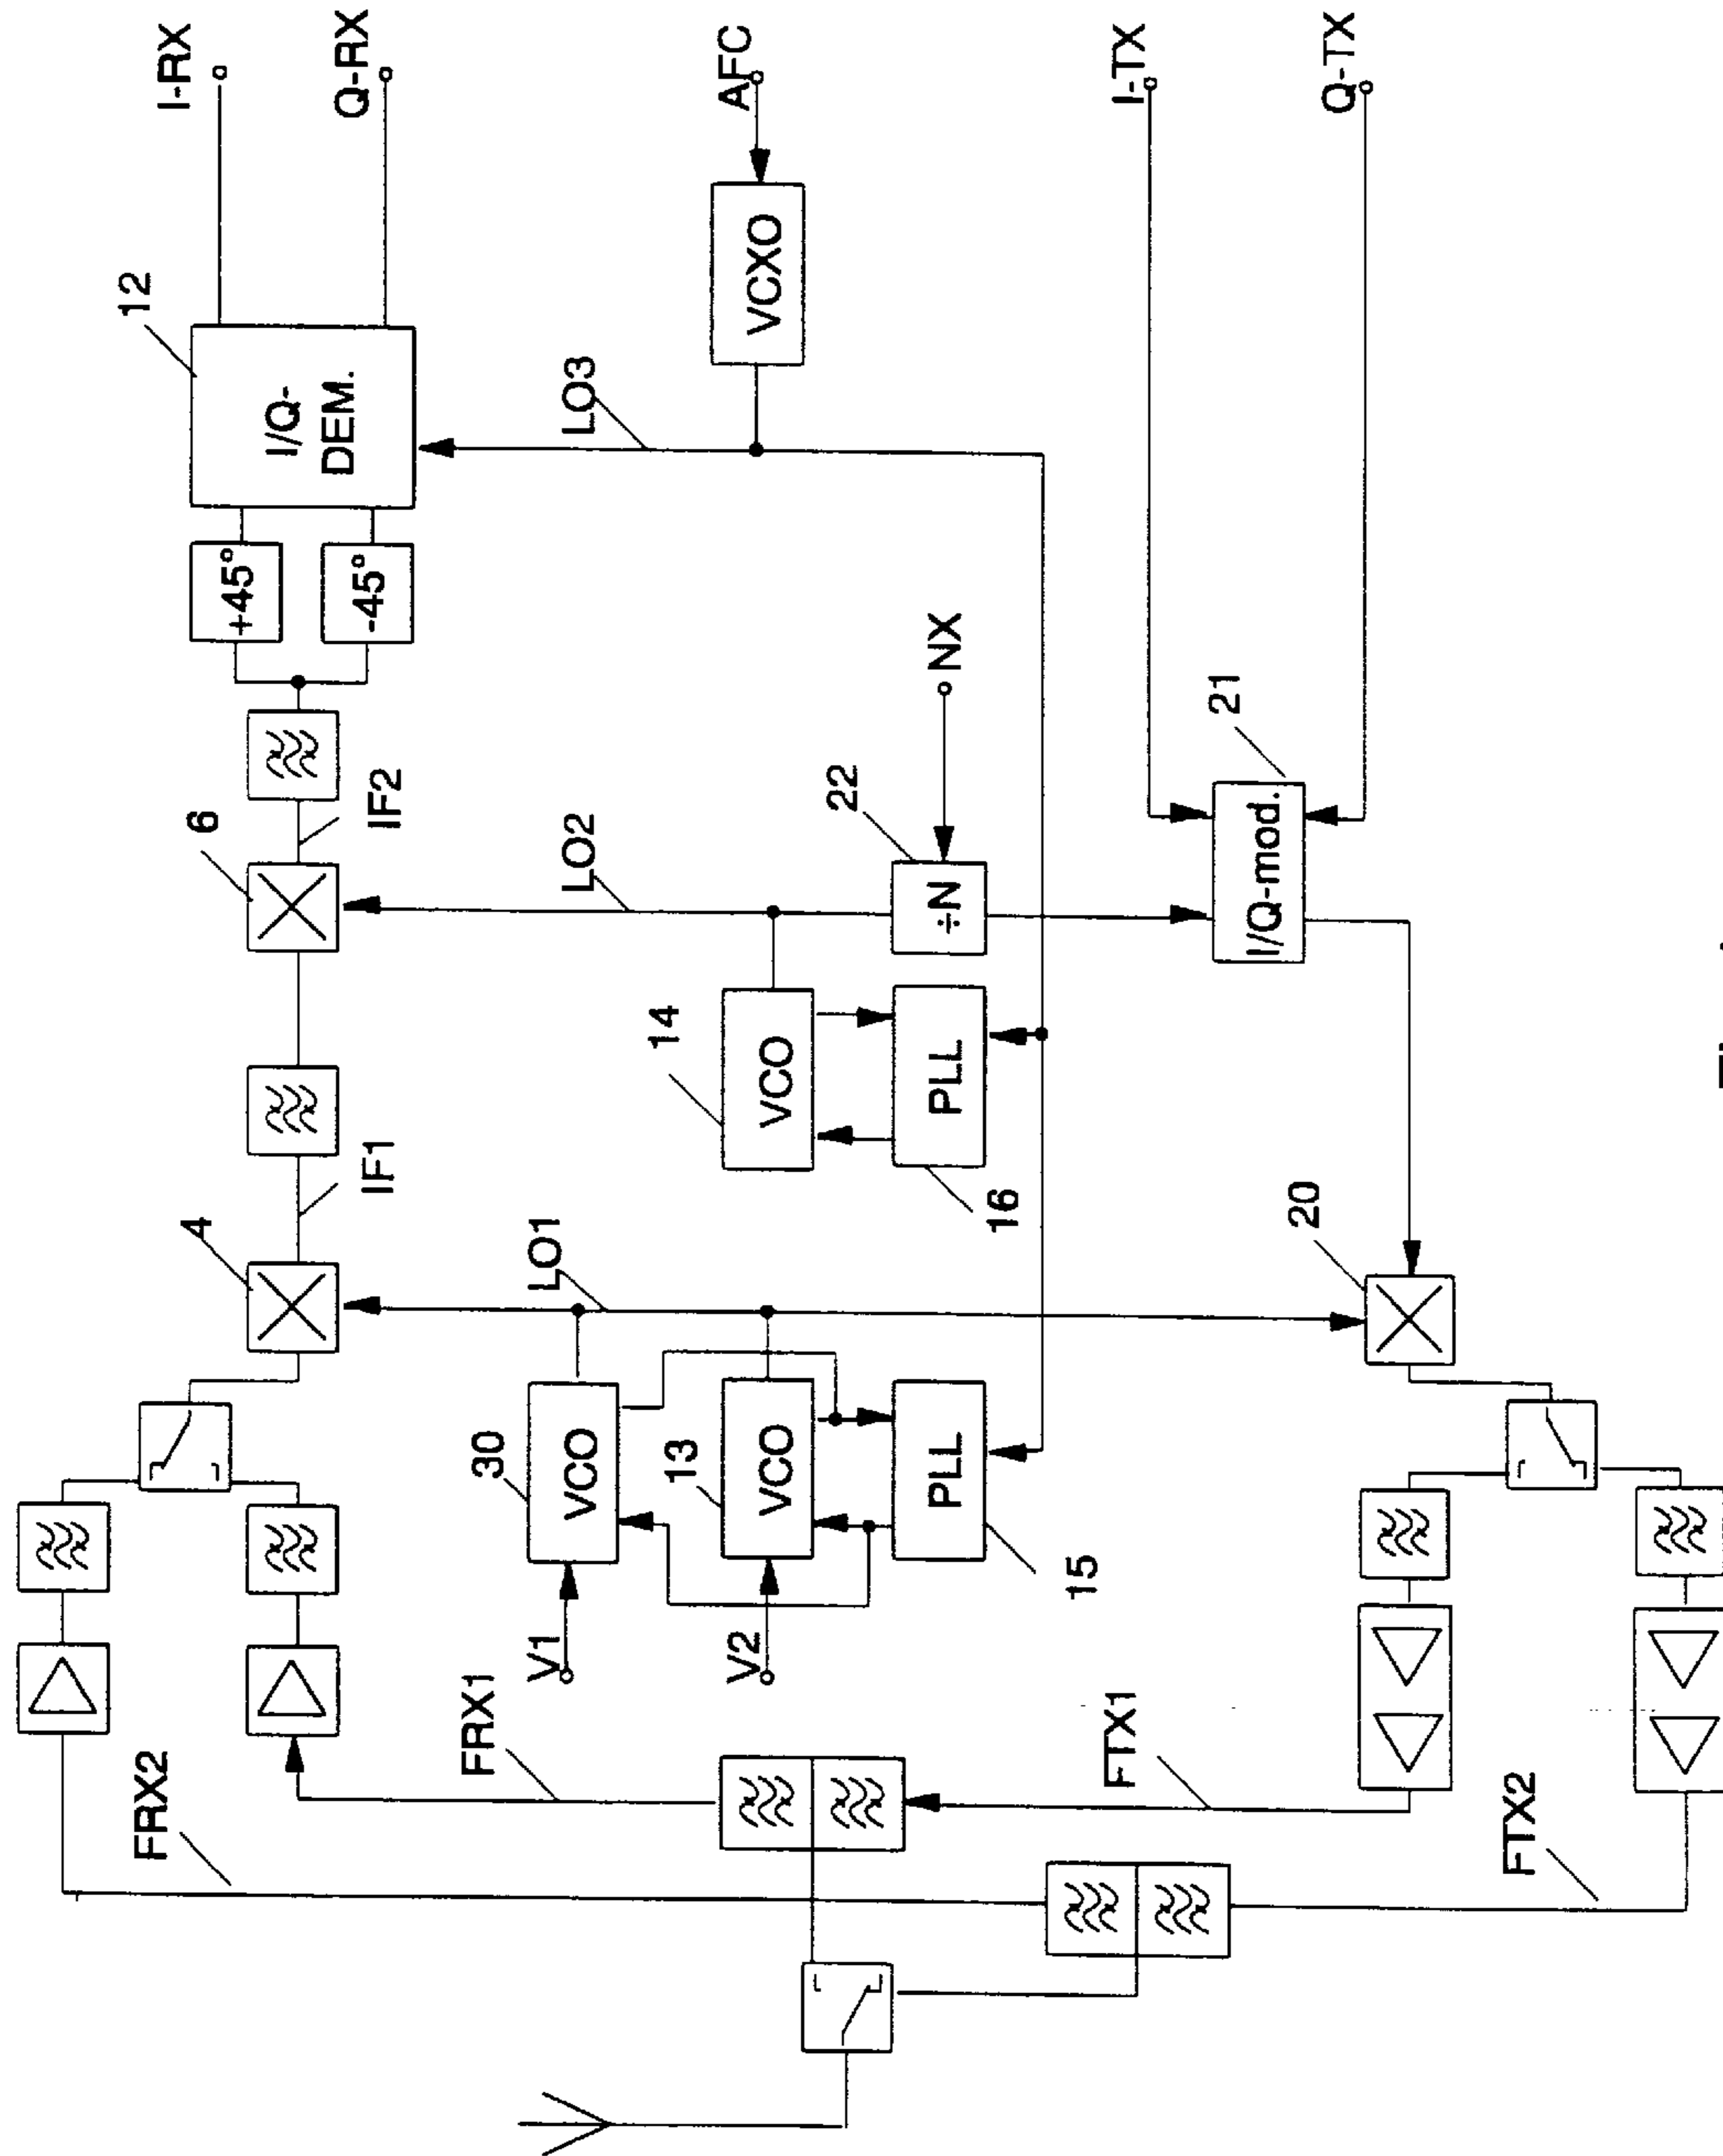 I-RX
Q-RX
AFC
I-TX
Q-TX
12
I/Q-
DEM.
VCXO
LO3
+45°
-45°
NX
21
I/Q-mod.
6
IF2
LO2
22
÷N
14
VCO
PLL
16
IF1
4
LO1
20
30
VCO
13
VCO
PLL
15
V1
V2
FRX1
FRX2
FTX1
FTX2